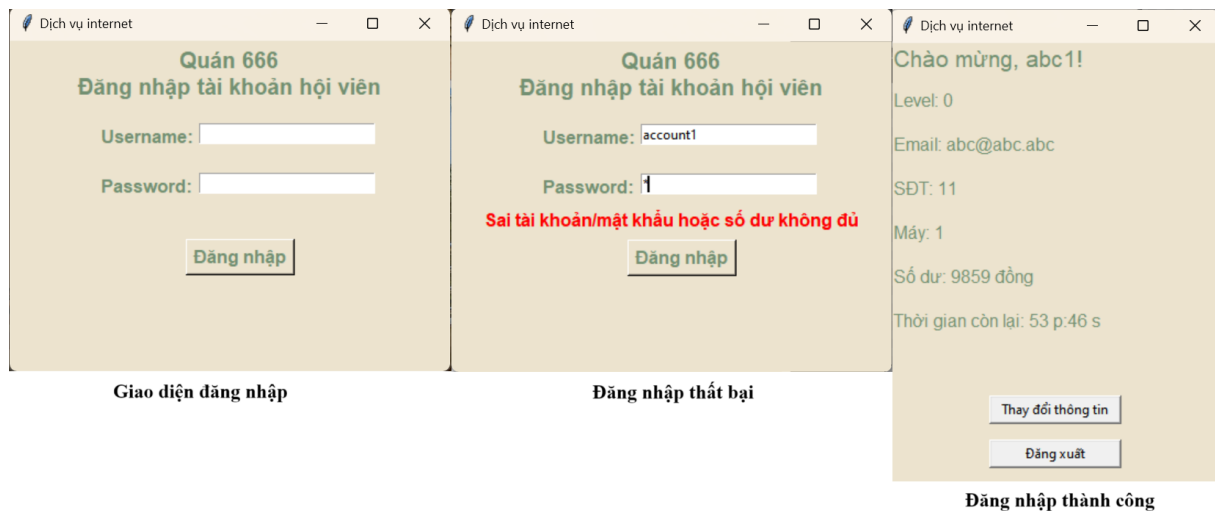 Dịch vụ internet
Quán 666
Đăng nhập tài khoản hội viên
Username:
Password:
Đăng nhập
Giao diện đăng nhập
Dịch vụ internet
Quán 666
Đăng nhập tài khoản hội viên
Username: account1
Password: *
Sai tài khoản/mật khẩu hoặc số dư không đủ
Đăng nhập
Đăng nhập thất bại
Dịch vụ internet
Chào mừng, abc1!
Level: 0
Email: abc@abc.abc
SĐT: 11
Máy: 1
Số dư: 9859 đồng
Thời gian còn lại: 53 p:46 s
Thay đổi thông tin
Đăng xuất
Đăng nhập thành công